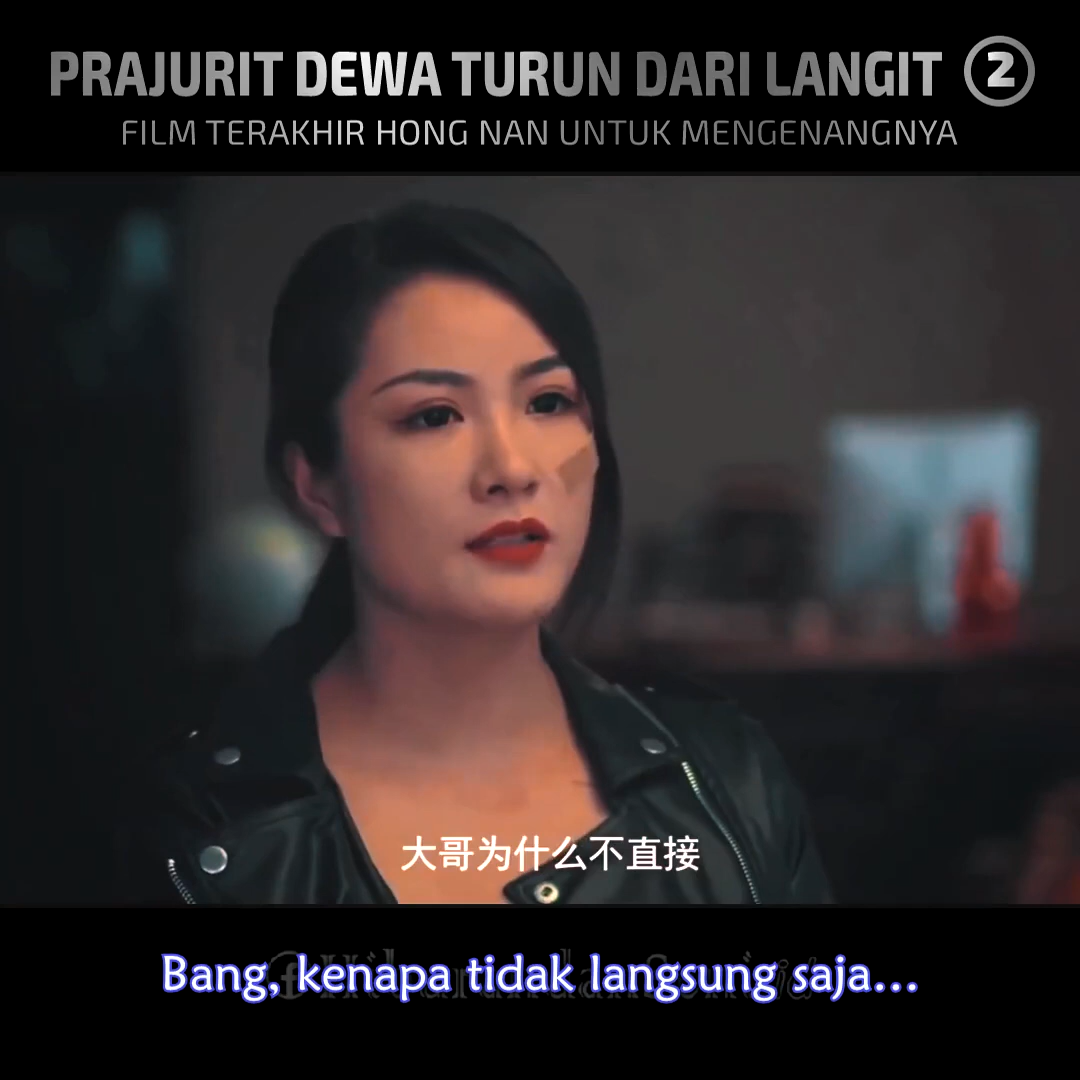 PRAJURIT DEWA TURUN DARI LANGIT 2
FILM TERAKHIR HONG NAN UNTUK MENGENANGNYA
大哥为什么不直接
Bang, kenapa tidak langsung saja...